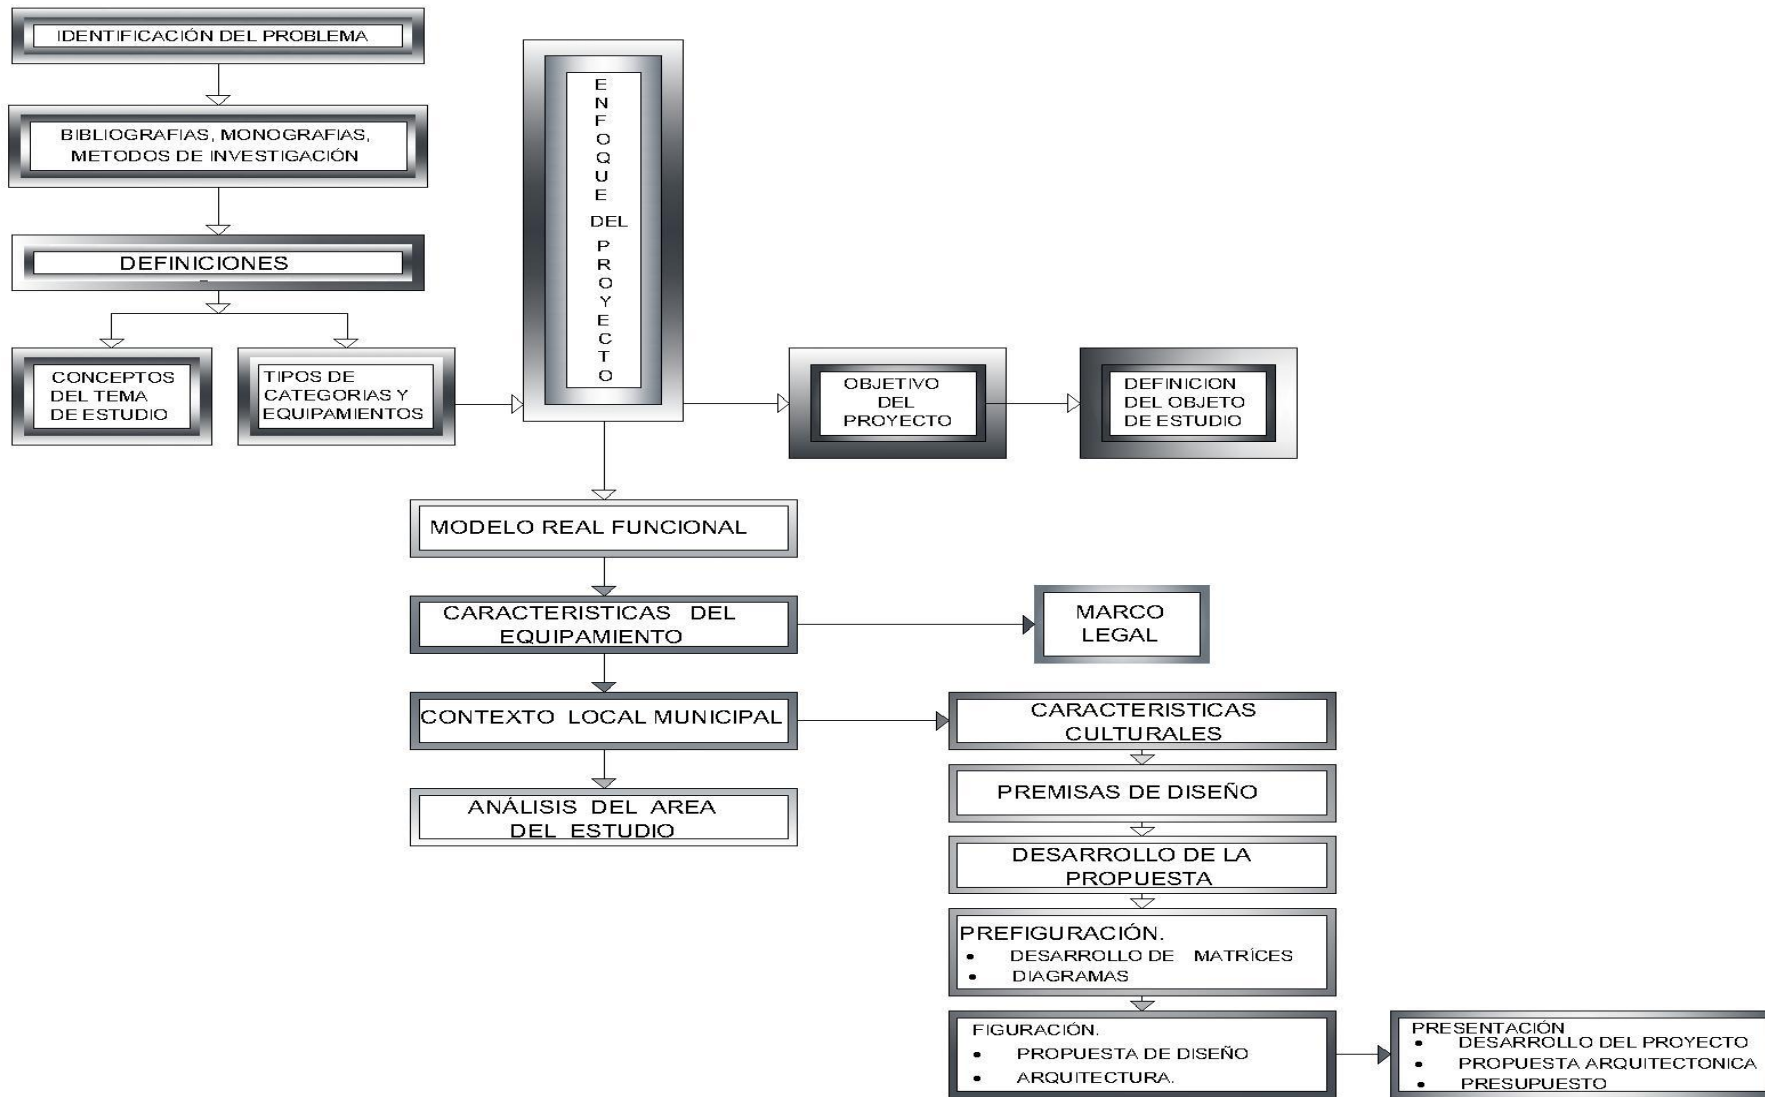 IDENTIFICACIÓN DEL PROBLEMA
BIBLIOGRAFIAS, MONOGRAFIAS,
METODOS DE INVESTIGACIÓN
DEFINICIONES
CONCEPTOS
DEL TEMA
DE ESTUDIO
TIPOS DE
CATEGORIAS Y
EQUIPAMIENTOS
ENFOQUE
DEL
PROYECTO
OBJETIVO
DEL
PROYECTO
DEFINICION
DEL OBJETO
DE ESTUDIO
MODELO REAL FUNCIONAL
CARACTERISTICAS DEL
EQUIPAMIENTO
MARCO
LEGAL
CONTEXTO LOCAL MUNICIPAL
ANÁLISIS DEL AREA
DEL ESTUDIO
CARACTERISTICAS
CULTURALES
PREMISAS DE DISEÑO
DESARROLLO DE LA
PROPUESTA
PREFIGURACIÓN.
• DESARROLLO DE MATRÍCES
• DIAGRAMAS
FIGURACIÓN.
• PROPUESTA DE DISEÑO
• ARQUITECTURA.
PRESENTACIÓN
• DESARROLLO DEL PROYECTO
• PROPUESTA ARQUITECTONICA
• PRESUPUESTO